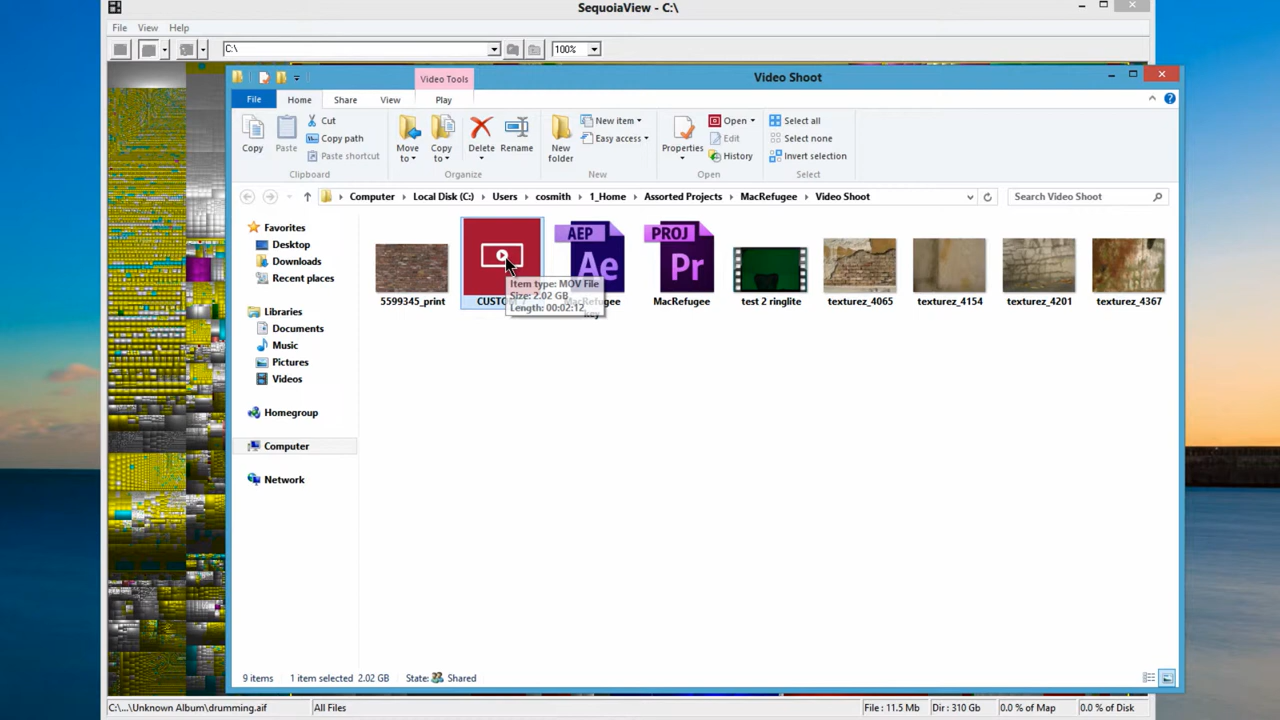 SequoiaView - C:\
File View Help
C:\ 100%
Video Tools
Video Shoot
File Home Share View Play
Copy
Paste
Cut
Copy path
Paste shortcut
Clipboard
Move to
Copy to
Delete
Rename
Organize
New folder
New item
Easy access
New
Properties
Open
Edit
History
Open
Select all
Select none
Invert selection
Select
Computer Local Disk (C:) Users cosmith 1_Home Assorted Projects MacRefugee Video Shoot
Search Video Shoot
Favorites
Desktop
Downloads
Recent places
Libraries
Documents
Music
Pictures
Videos
Homegroup
Computer
Network
AEP
Ae
PROJ
Pr
5599345_print
MacRefugee
test 2 ringlite
texturez_4065
texturez_4154
texturez_4201
texturez_4367
Item type: MOV File
Size: 2.02 GB
Length: 00:02:12
9 items 1 item selected 2.02 GB State: Shared
C:\...\Unknown Album\drumming.aif All Files File : 11.5 Mb Dir : 310 Gb 0.0 % of Map 0.0 % of Disk